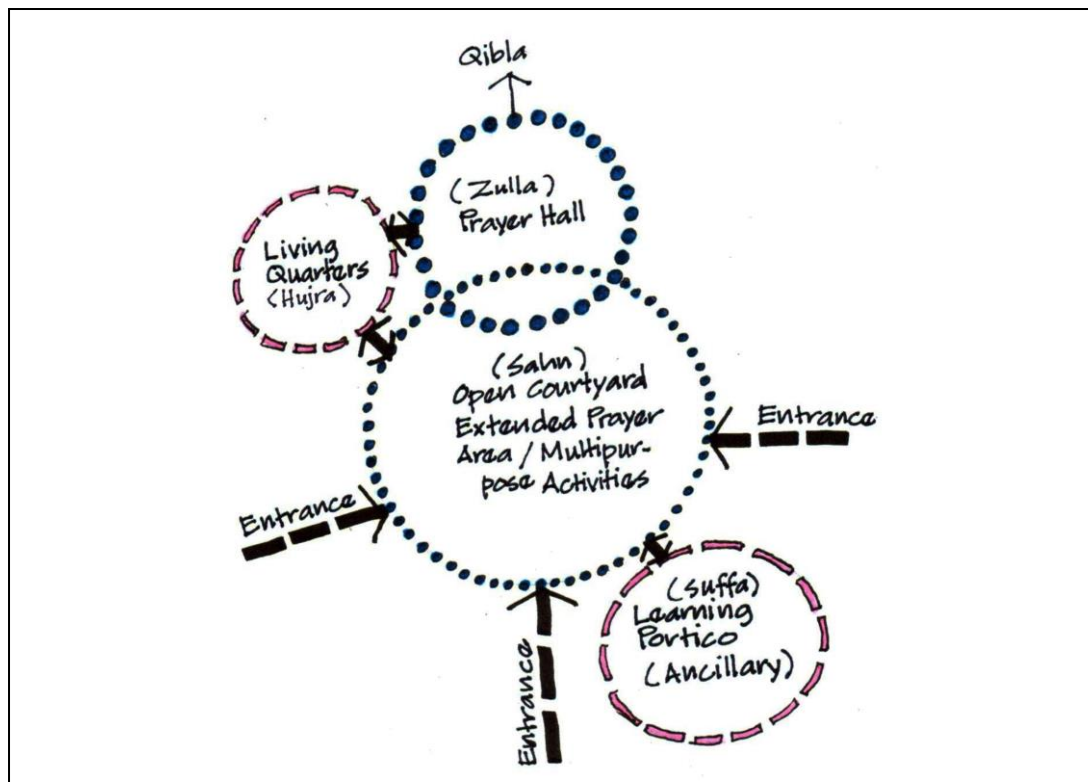 Qibla
(Zulla)
Prayer Hall
Living
Quarters
(Hujra)
(Sahn)
Open Courtyard
Extended Prayer
Area / Multipur-
pose Activities
Entrance
Entrance
Entrance
(Suffa)
Learning
Portico
(Ancillary)